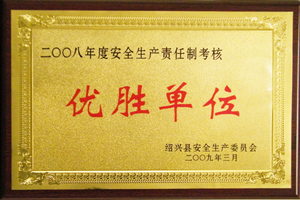 二〇〇八年度安全生产责任制考核
优胜单位
绍兴县安全生产委员会
二〇〇九年三月